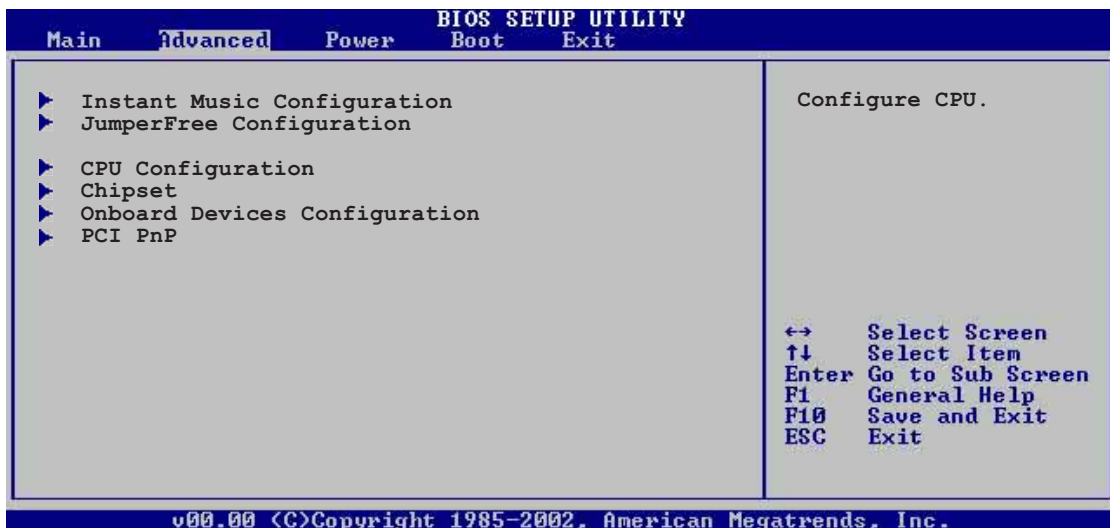 BIOS SETUP UTILITY
Main Advanced Power Boot Exit
Instant Music Configuration
JumperFree Configuration
CPU Configuration
Chipset
Onboard Devices Configuration
PCI PnP
Configure CPU.
←→ Select Screen
↑↓ Select Item
Enter Go to Sub Screen
F1 General Help
F10 Save and Exit
ESC Exit
v00.00 (C)Copyright 1985-2002, American Megatrends, Inc.